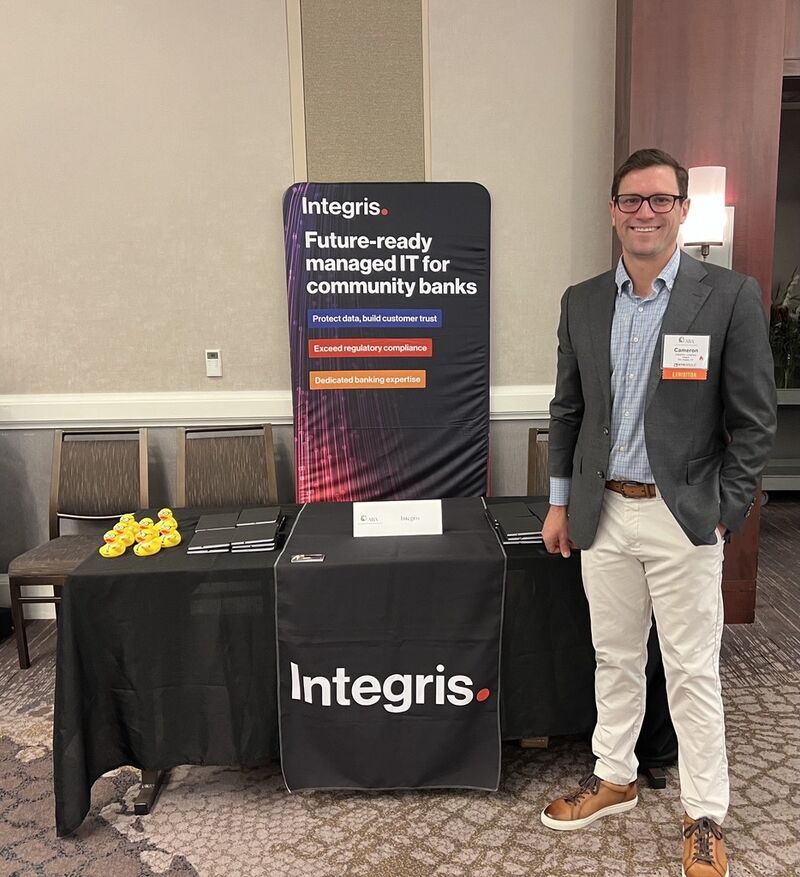 Integris.
Future-ready
managed IT for
community banks
Protect data, build customer trust
Exceed regulatory compliance
Dedicated banking expertise
ABA
Cameron
EXHIBITOR
ABA
Integris
Integris.